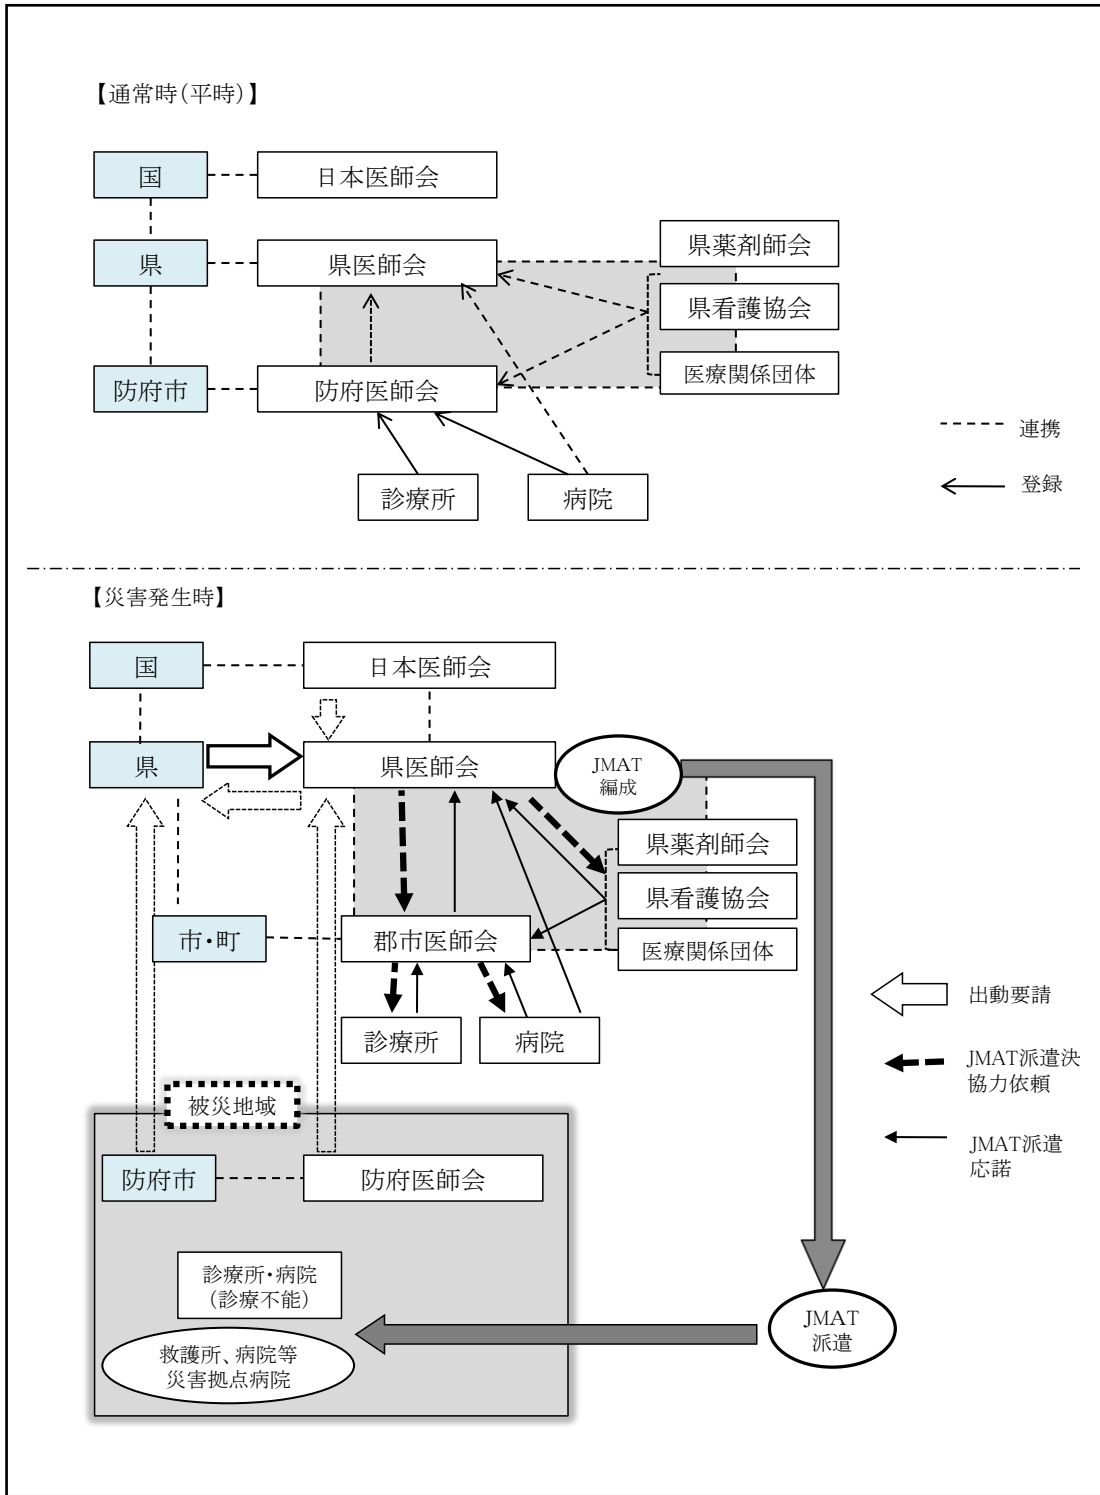 【通常時(平時)】
国
日本医師会
県
県医師会
県薬剤師会
県看護協会
防府市
防府医師会
医療関係団体
診療所
病院
連携
登録
【災害発生時】
国
日本医師会
県
県医師会
JMAT
編成
県薬剤師会
県看護協会
市・町
郡市医師会
医療関係団体
診療所
病院
出動要請
JMAT派遣決
協力依頼
JMAT派遣
応諾
被災地域
防府市
防府医師会
診療所・病院
(診療不能)
救護所、病院等
災害拠点病院
JMAT
派遣